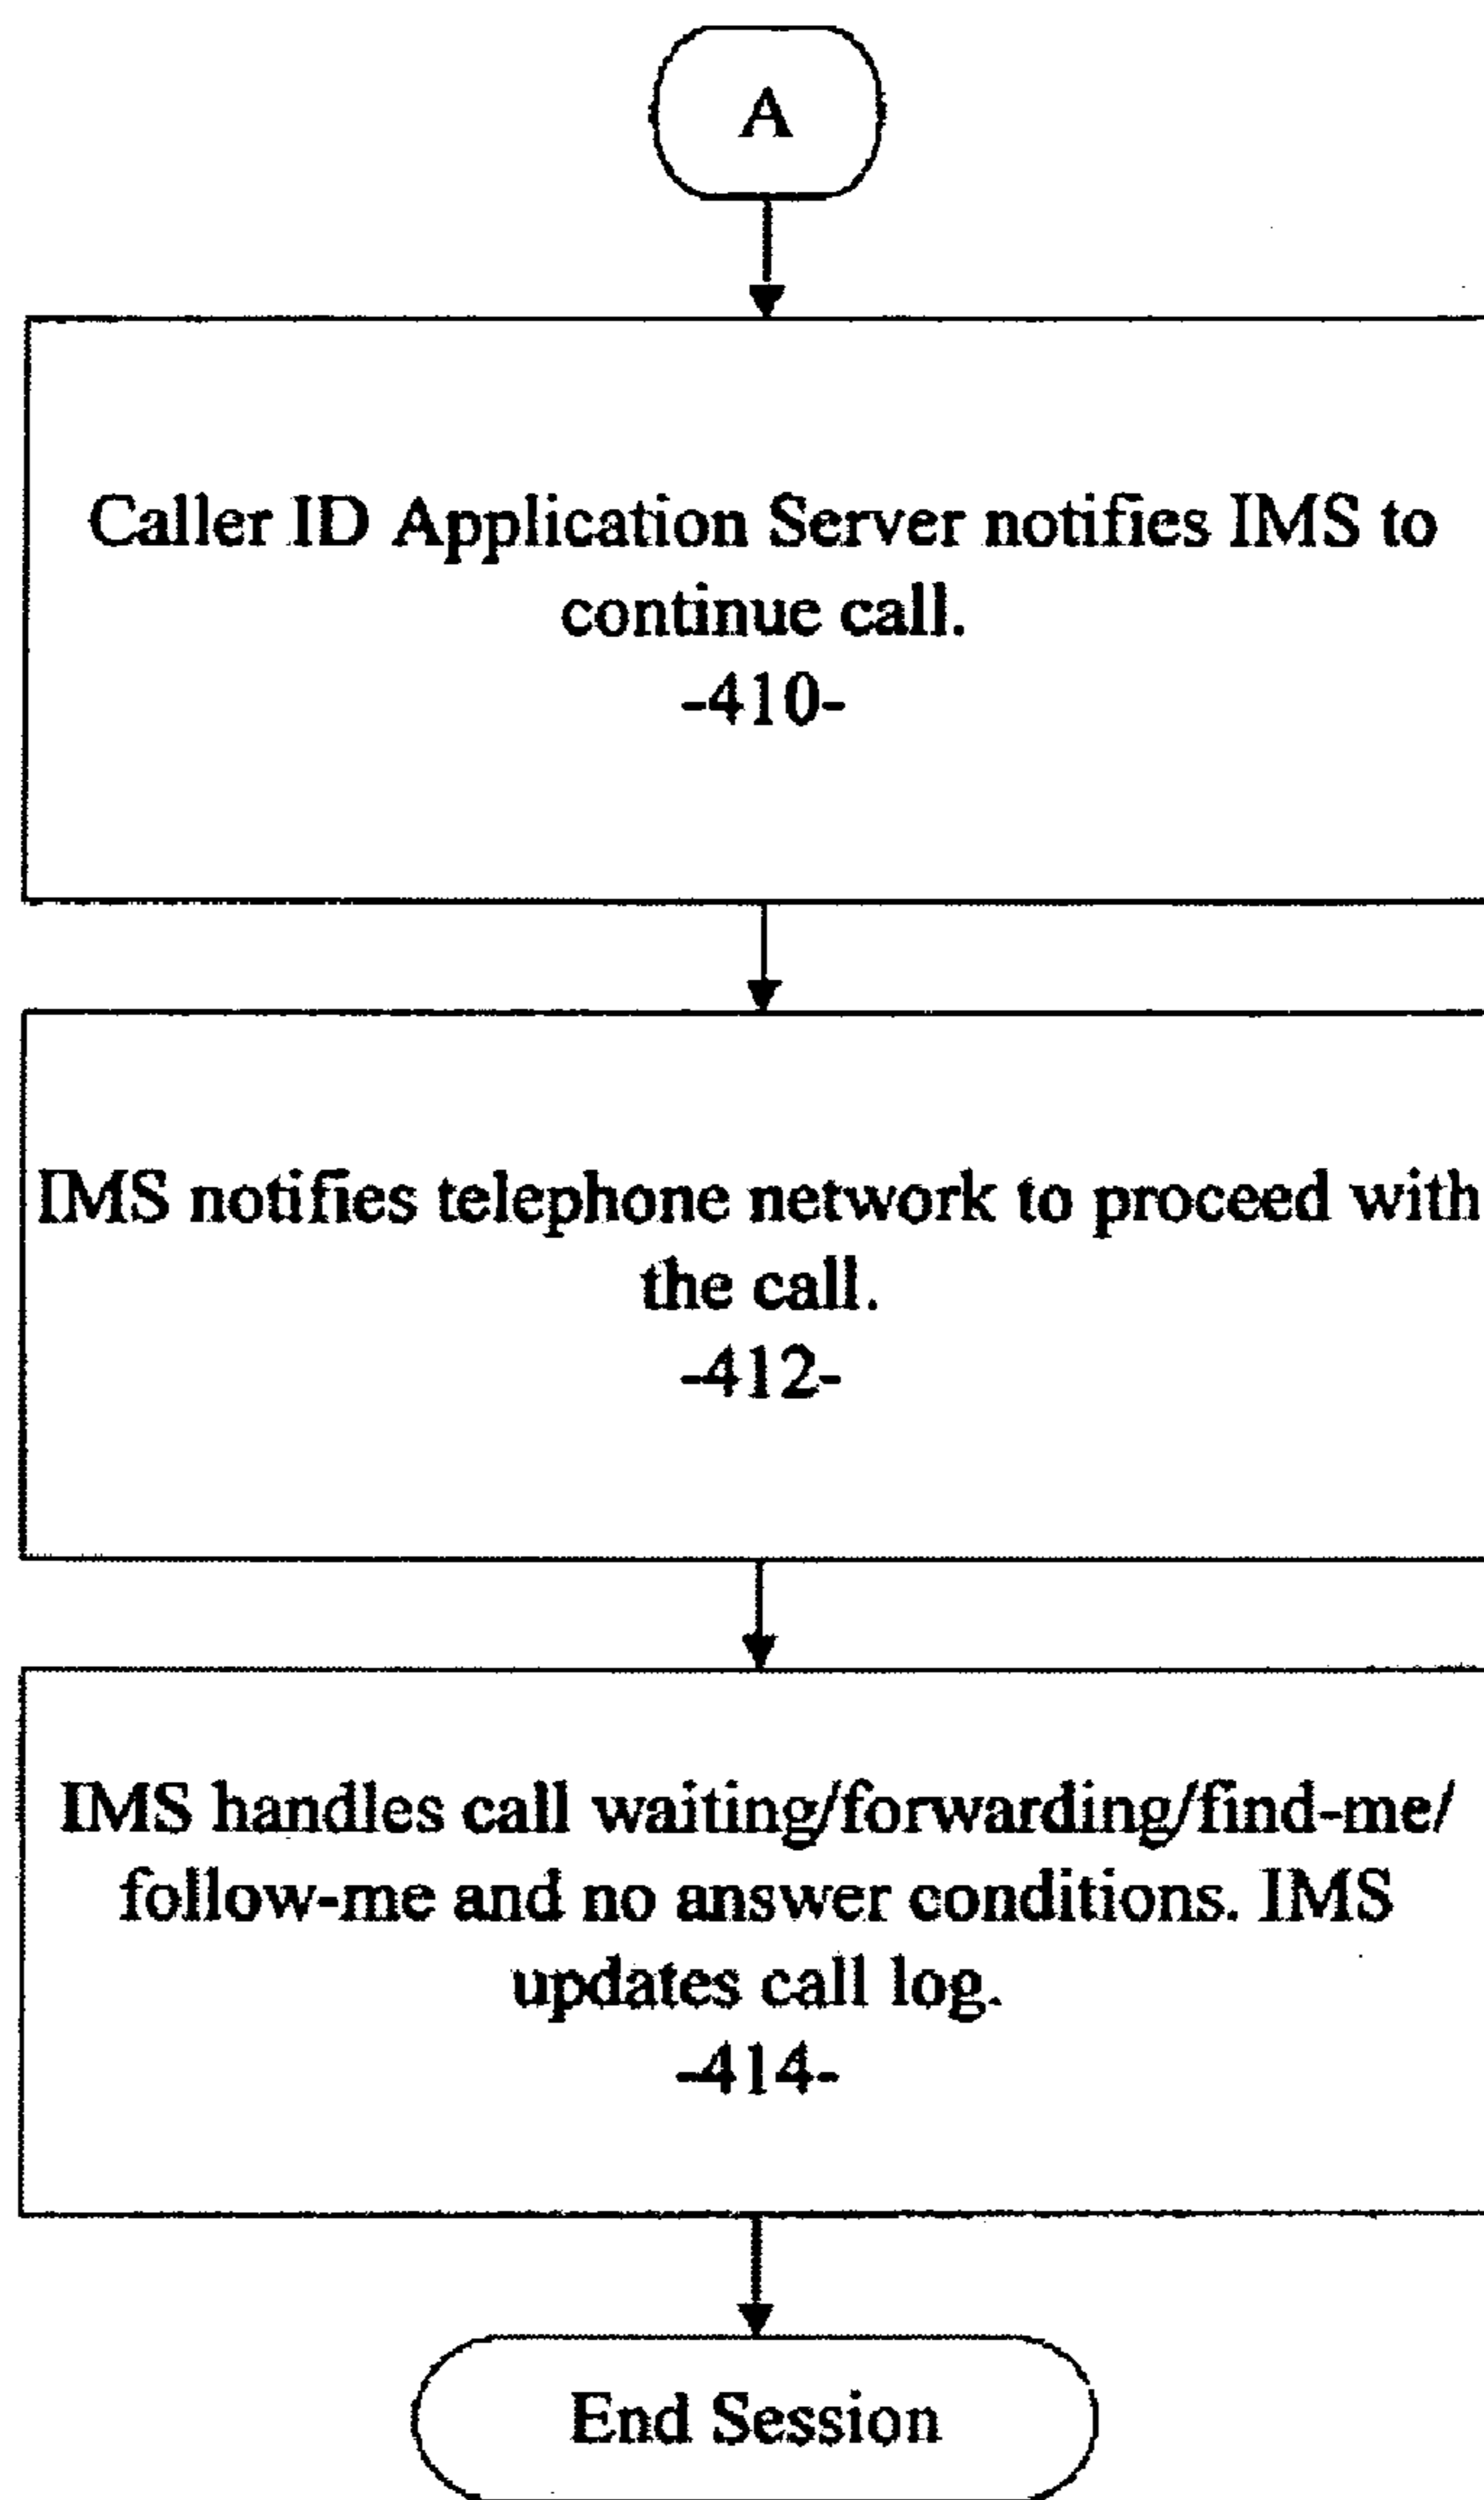 A
Caller ID Application Server notifies IMS to
continue call.
-410-
IMS notifies telephone network to proceed with
the call.
-412-
IMS handles call waiting/forwarding/find-me/
follow-me and no answer conditions. IMS
updates call log.
-414-
End Session